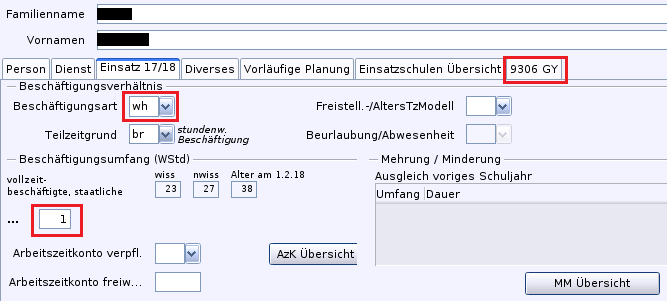 Familienname
Vornamen
Person Dienst Einsatz 17/18 Diverses Vorläufige Planung Einsatzschulen Übersicht 9306 GY
Beschäftigungsverhältnis
Beschäftigungsart wh Freistell.-/AltersTzModell
Teilzeitgrund br stundenw. Beschäftigung Beurlaubung/Abwesenheit
Beschäftigungsumfang (WStd) Mehrung / Minderung
wiss nwiss Alter am 1.2.18 Ausgleich voriges Schuljahr
vollzeit-
beschäftigte, staatliche 23 27 38 Umfang Dauer
... 1
Arbeitszeitkonto verpfl. AzK Übersicht
Arbeitszeitkonto freiw... MM Übersicht